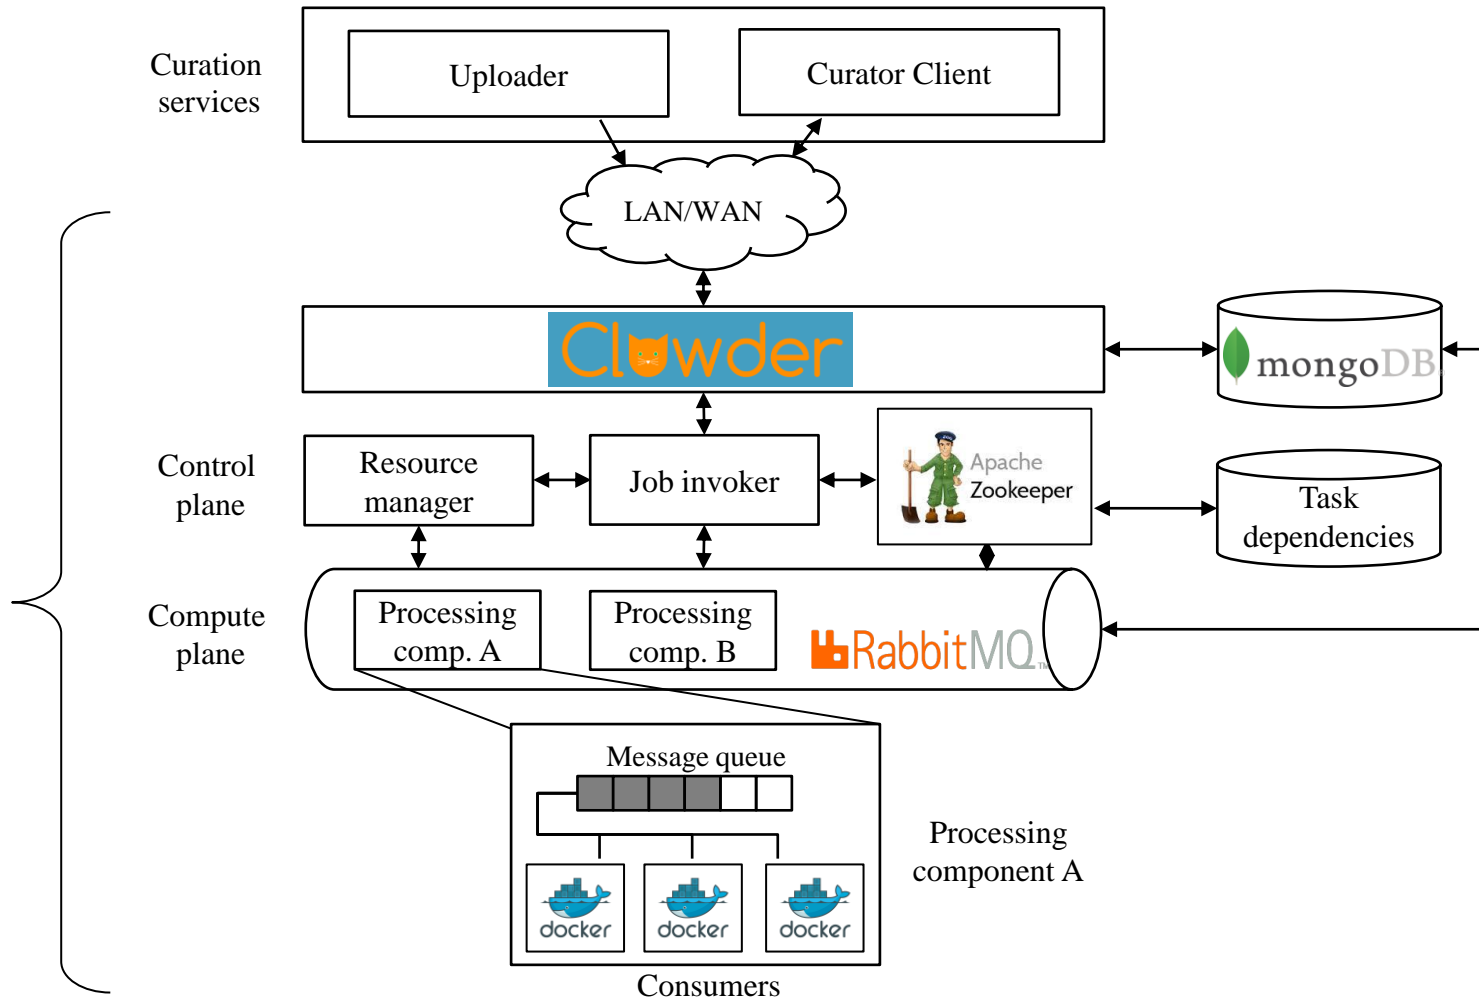 Curation
services
Uploader
Curator Client
LAN/WAN
Clowder
mongoDB
Control
plane
Resource
manager
Job invoker
Apache
Zookeeper
Task
dependencies
Compute
plane
Processing
comp. A
Processing
comp. B
RabbitMQ TM
Message queue
Processing
component A
docker
docker
docker
Consumers